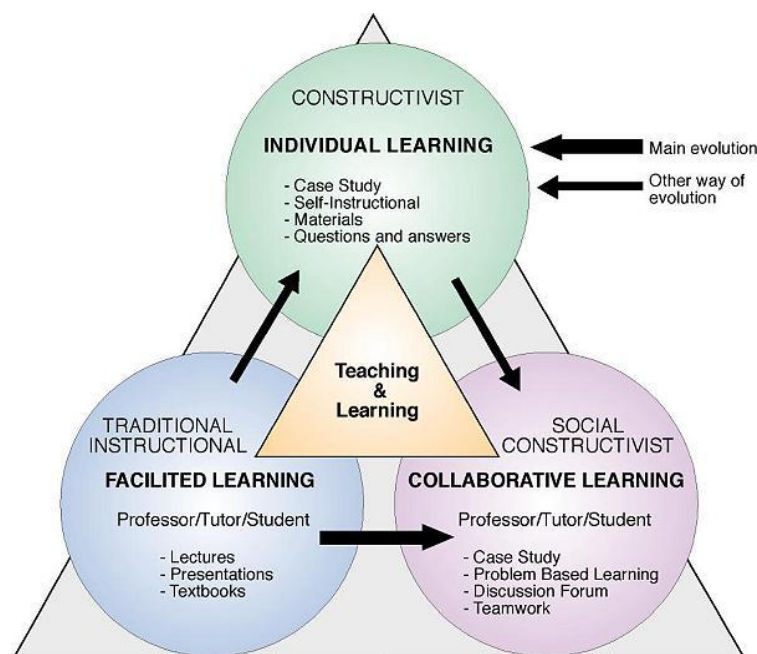 CONSTRUCTIVIST
INDIVIDUAL LEARNING
- Case Study
- Self-Instructional
- Materials
- Questions and answers
Main evolution
Other way of
evolution
Teaching
&
Learning
TRADITIONAL
INSTRUCTIONAL
FACILITED LEARNING
Professor/Tutor/Student
- Lectures
- Presentations
- Textbooks
SOCIAL
CONSTRUCTIVIST
COLLABORATIVE LEARNING
Professor/Tutor/Student
- Case Study
- Problem Based Learning
- Discussion Forum
- Teamwork